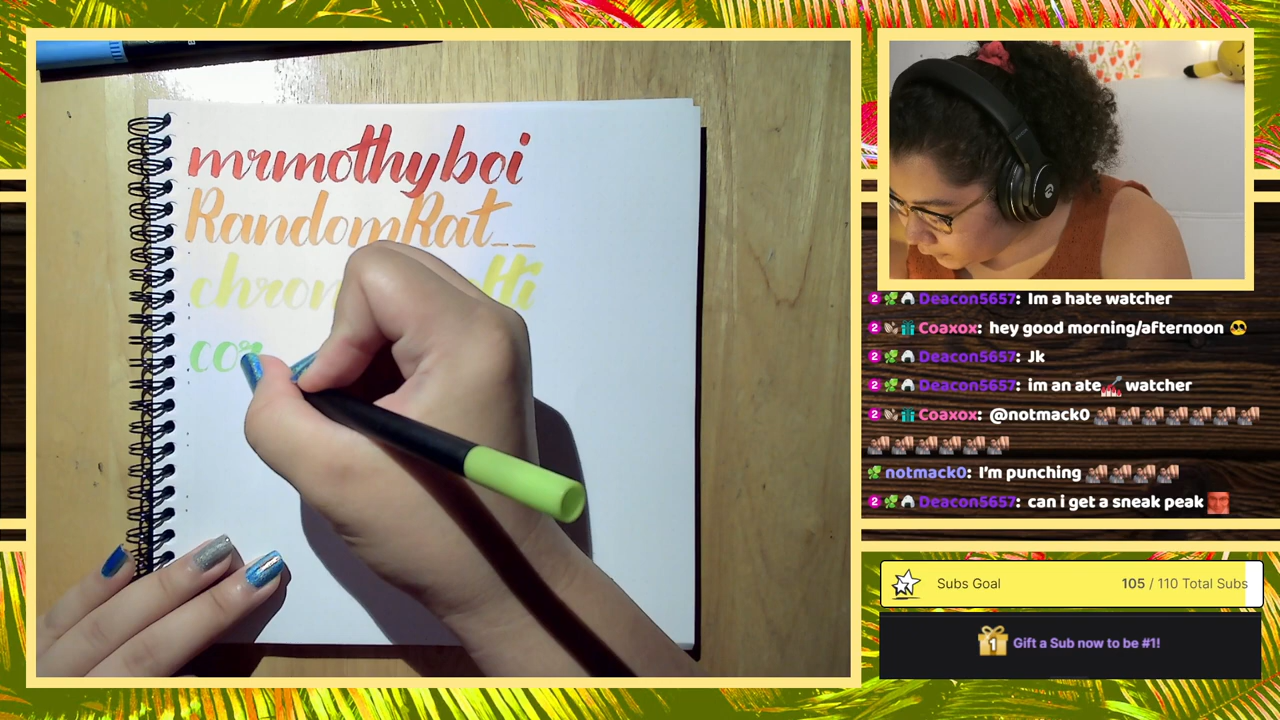 mrmothyboi
RandomRat__
cor
Deacon5657: Im a hate watcher
Coaxox: hey good morning/afternoon
Deacon5657: Jk
Deacon5657: im an ate watcher
Coaxox: @notmack0
notmack0: I'm punching
Deacon5657: can i get a sneak peak
Subs Goal 105 / 110 Total Subs
1 Gift a Sub now to be #1!